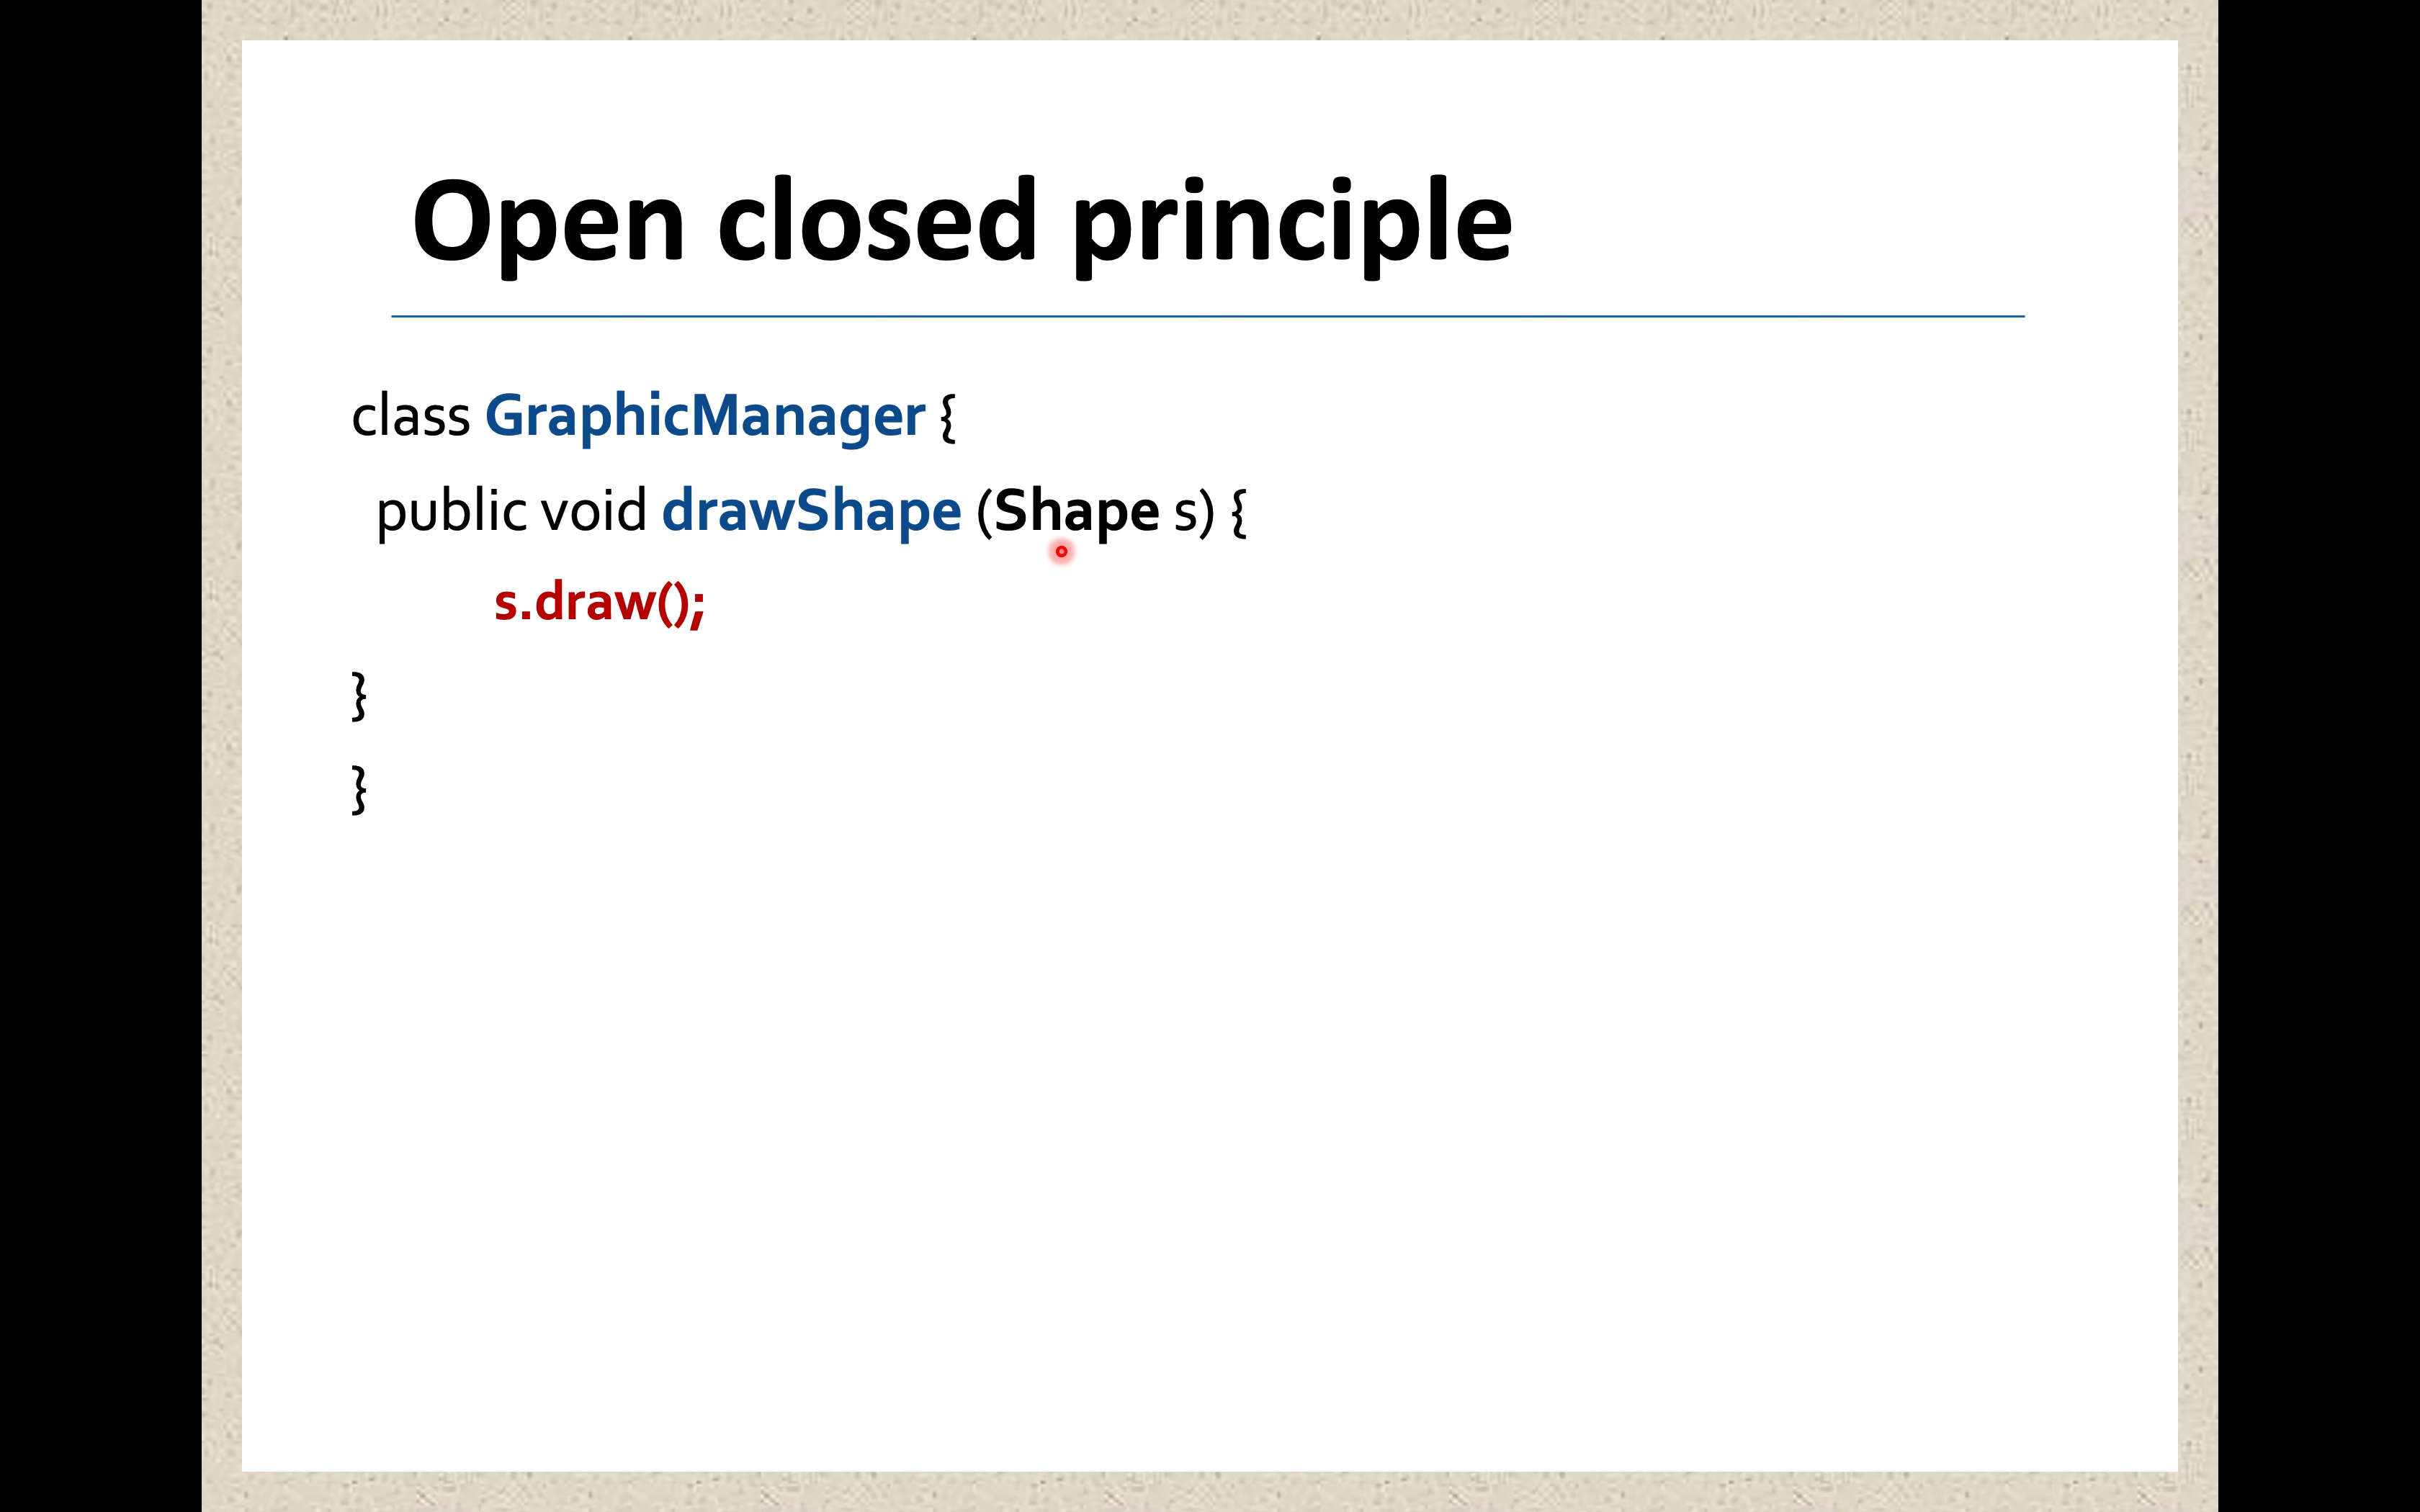 Open closed principle
class GraphicManager {
public void drawShape (Shape s) {
s.draw();
}
}